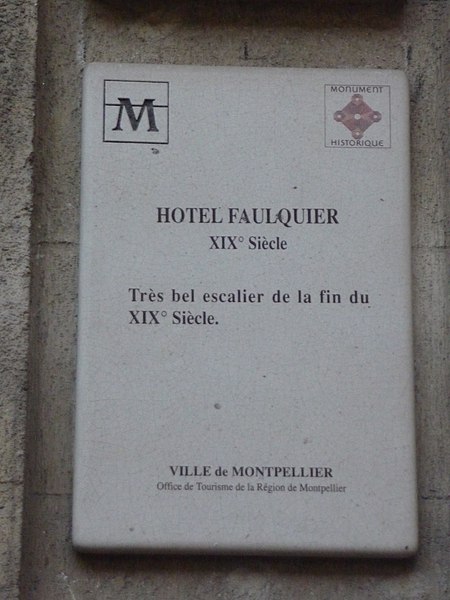 M
MONUMENT
HISTORIQUE
HOTEL FAULQUIER
XIX° Siècle
Très bel escalier de la fin du
XIX° Siècle.
VILLE de MONTPELLIER
Office de Tourisme de la Région de Montpellier